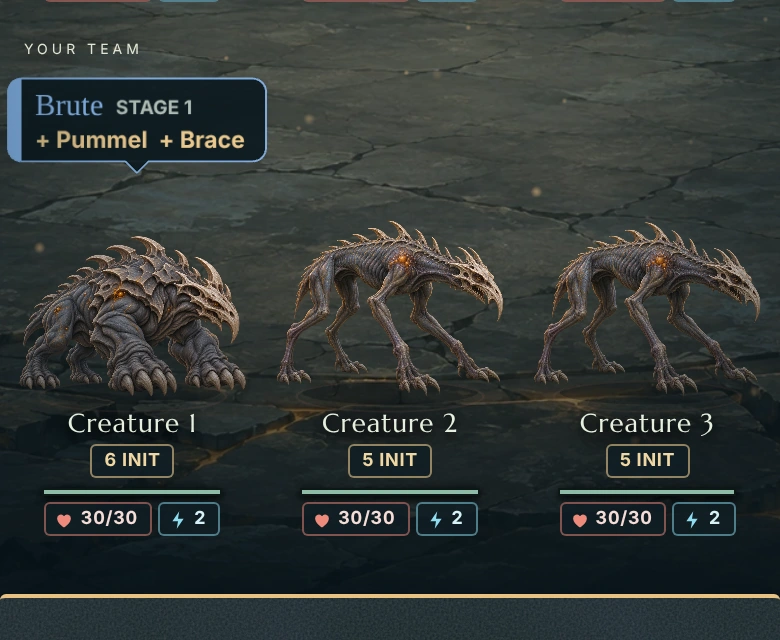 YOUR TEAM
Brute STAGE 1
+ Pummel + Brace
Creature 1
Creature 2
Creature 3
6 INIT
5 INIT
5 INIT
30/30
2
30/30
2
30/30
2